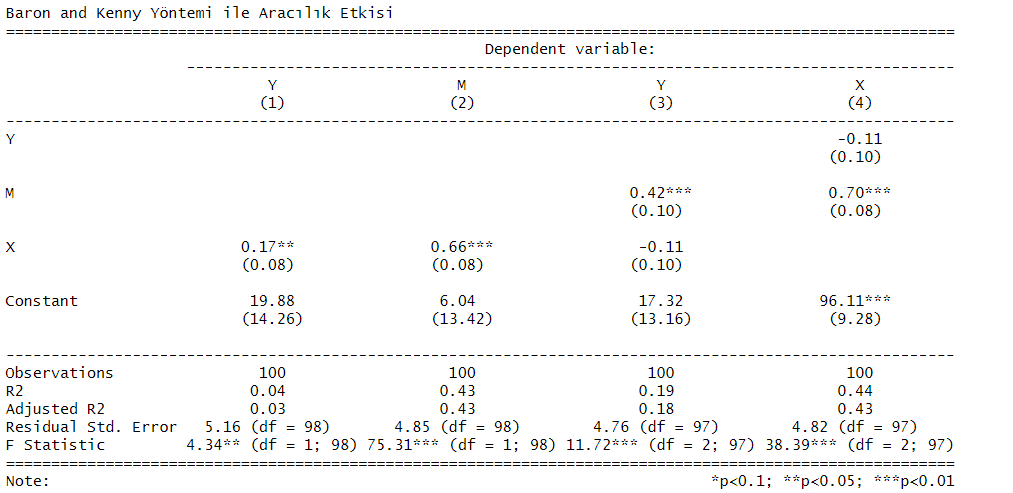 Baron and Kenny Yöntemi ile Aracılık Etkisi
==========================================================================================================
Dependent variable:
--------------------------------------------------------------------------------------
Y M Y X
(1) (2) (3) (4)
----------------------------------------------------------------------------------------------------------
Y -0.11
(0.10)
M 0.42*** 0.70***
(0.10) (0.08)
X 0.17** 0.66*** -0.11
(0.08) (0.08) (0.10)
Constant 19.88 6.04 17.32 96.11***
(14.26) (13.42) (13.16) (9.28)
----------------------------------------------------------------------------------------------------------
Observations 100 100 100 100
R2 0.04 0.43 0.19 0.44
Adjusted R2 0.03 0.43 0.18 0.43
Residual Std. Error 5.16 (df = 98) 4.85 (df = 98) 4.76 (df = 97) 4.82 (df = 97)
F Statistic 4.34** (df = 1; 98) 75.31*** (df = 1; 98) 11.72*** (df = 2; 97) 38.39*** (df = 2; 97)
==========================================================================================================
Note: *p<0.1; **p<0.05; ***p<0.01